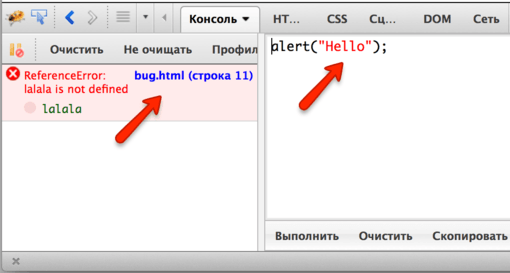 Консоль HT... CSS Сц... DOM Сеть
Очистить Не очищать Профил
ReferenceError: bug.html (строка 11)
lalala is not defined
lalala
alert("Hello");
Выполнить Очистить Скопировать